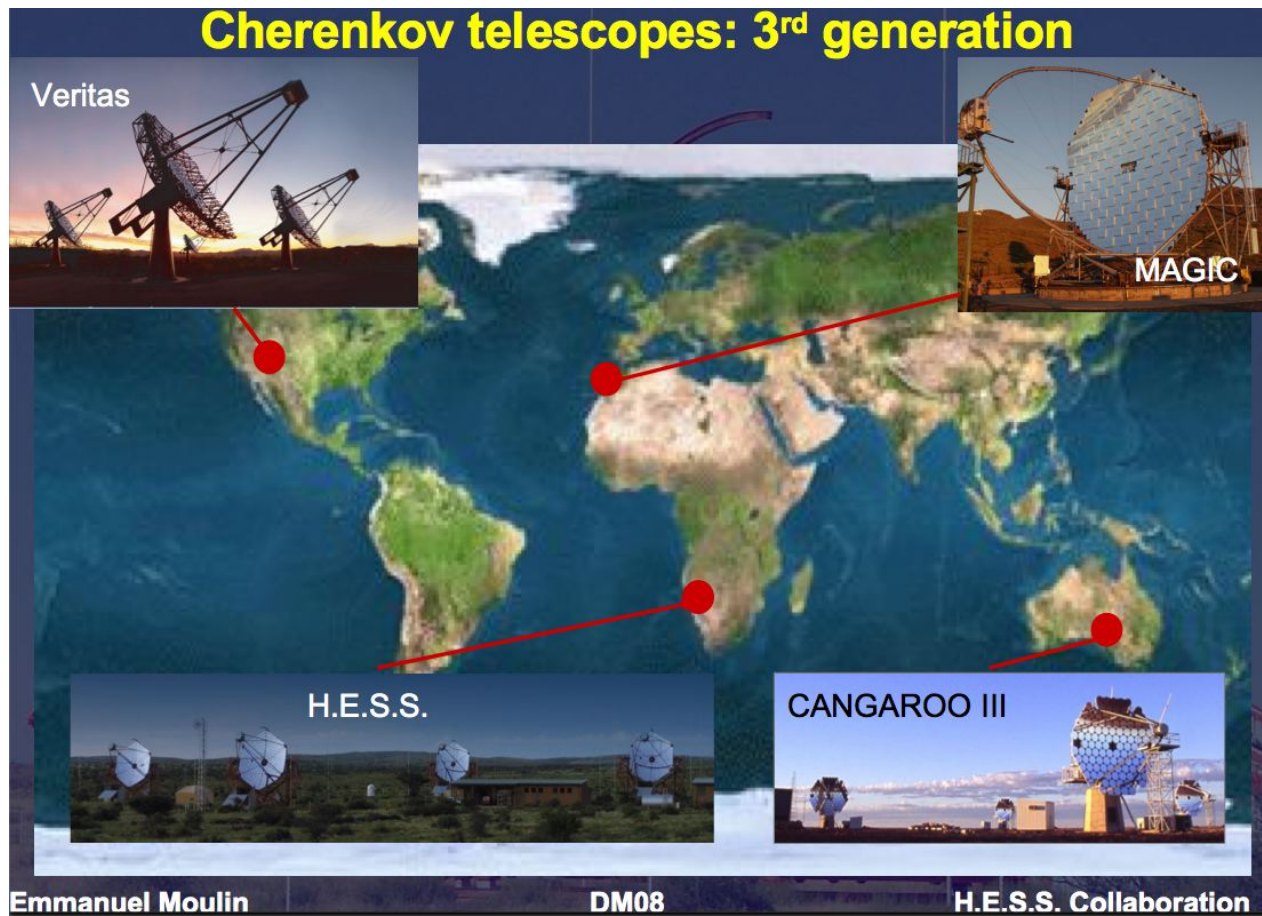 Cherenkov telescopes: 3rd generation
Veritas
MAGIC
H.E.S.S.
CANGAROO III
Emmanuel Moulin
DM08
H.E.S.S. Collaboration